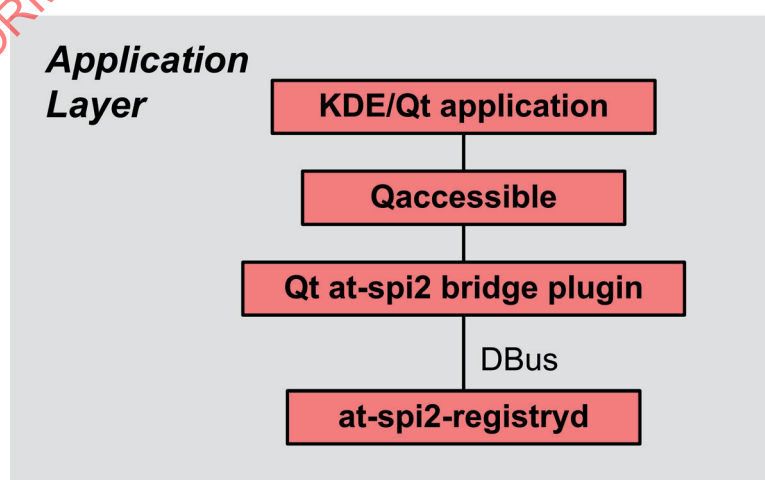 Application
Layer
KDE/Qt application
Qaccessible
Qt at-spi2 bridge plugin
DBus
at-spi2-registryd